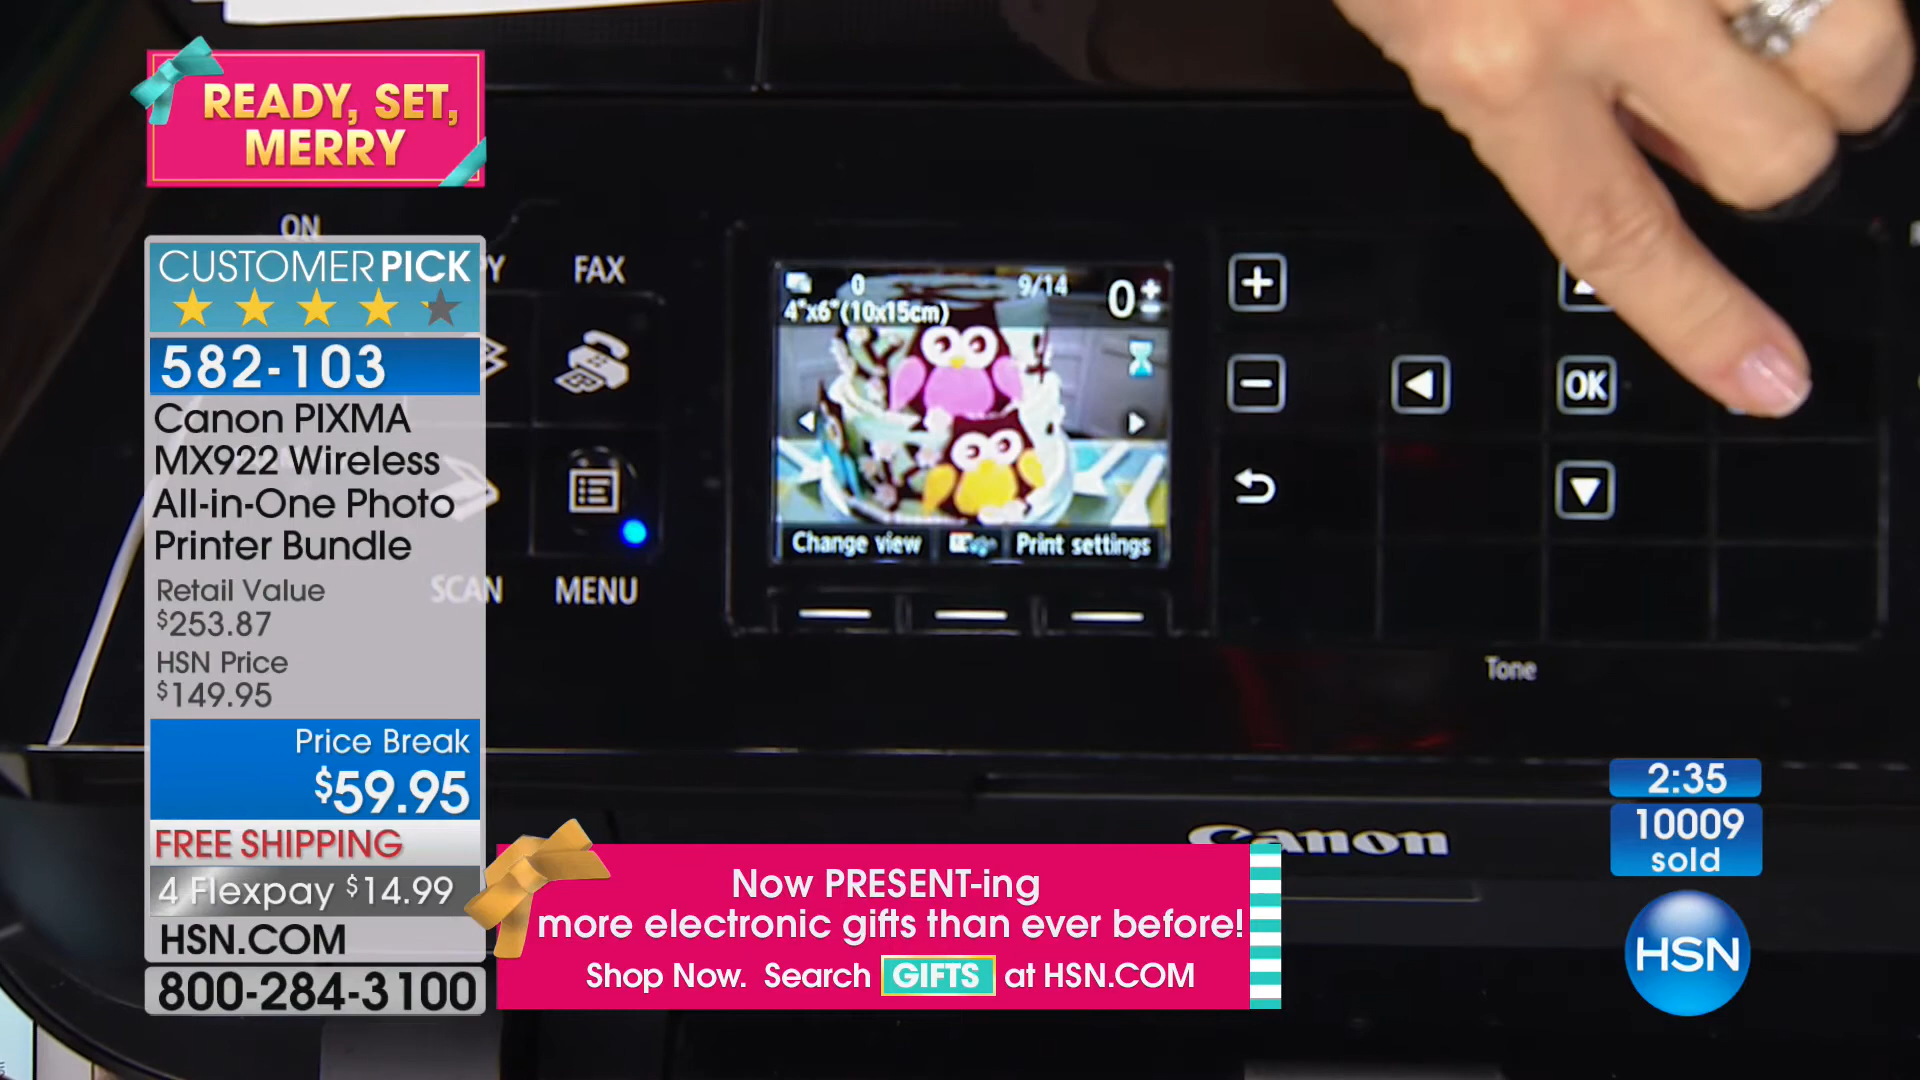 READY, SET,
MERRY
ON
CUSTOMER PICK
582-103
Canon PIXMA
MX922 Wireless
All-in-One Photo
Printer Bundle
Retail Value
$253.87
HSN Price
$149.95
Price Break
$59.95
FREE SHIPPING
4 Flexpay $14.99
HSN.COM
800-284-3100
FAX
SCAN
MENU
0
9/14
0
4"x6"(10x15cm)
Change view
Print settings
OK
Tone
Canon
Now PRESENT-ing
more electronic gifts than ever before!
Shop Now. Search GIFTS at HSN.COM
2:35
10009
sold
HSN